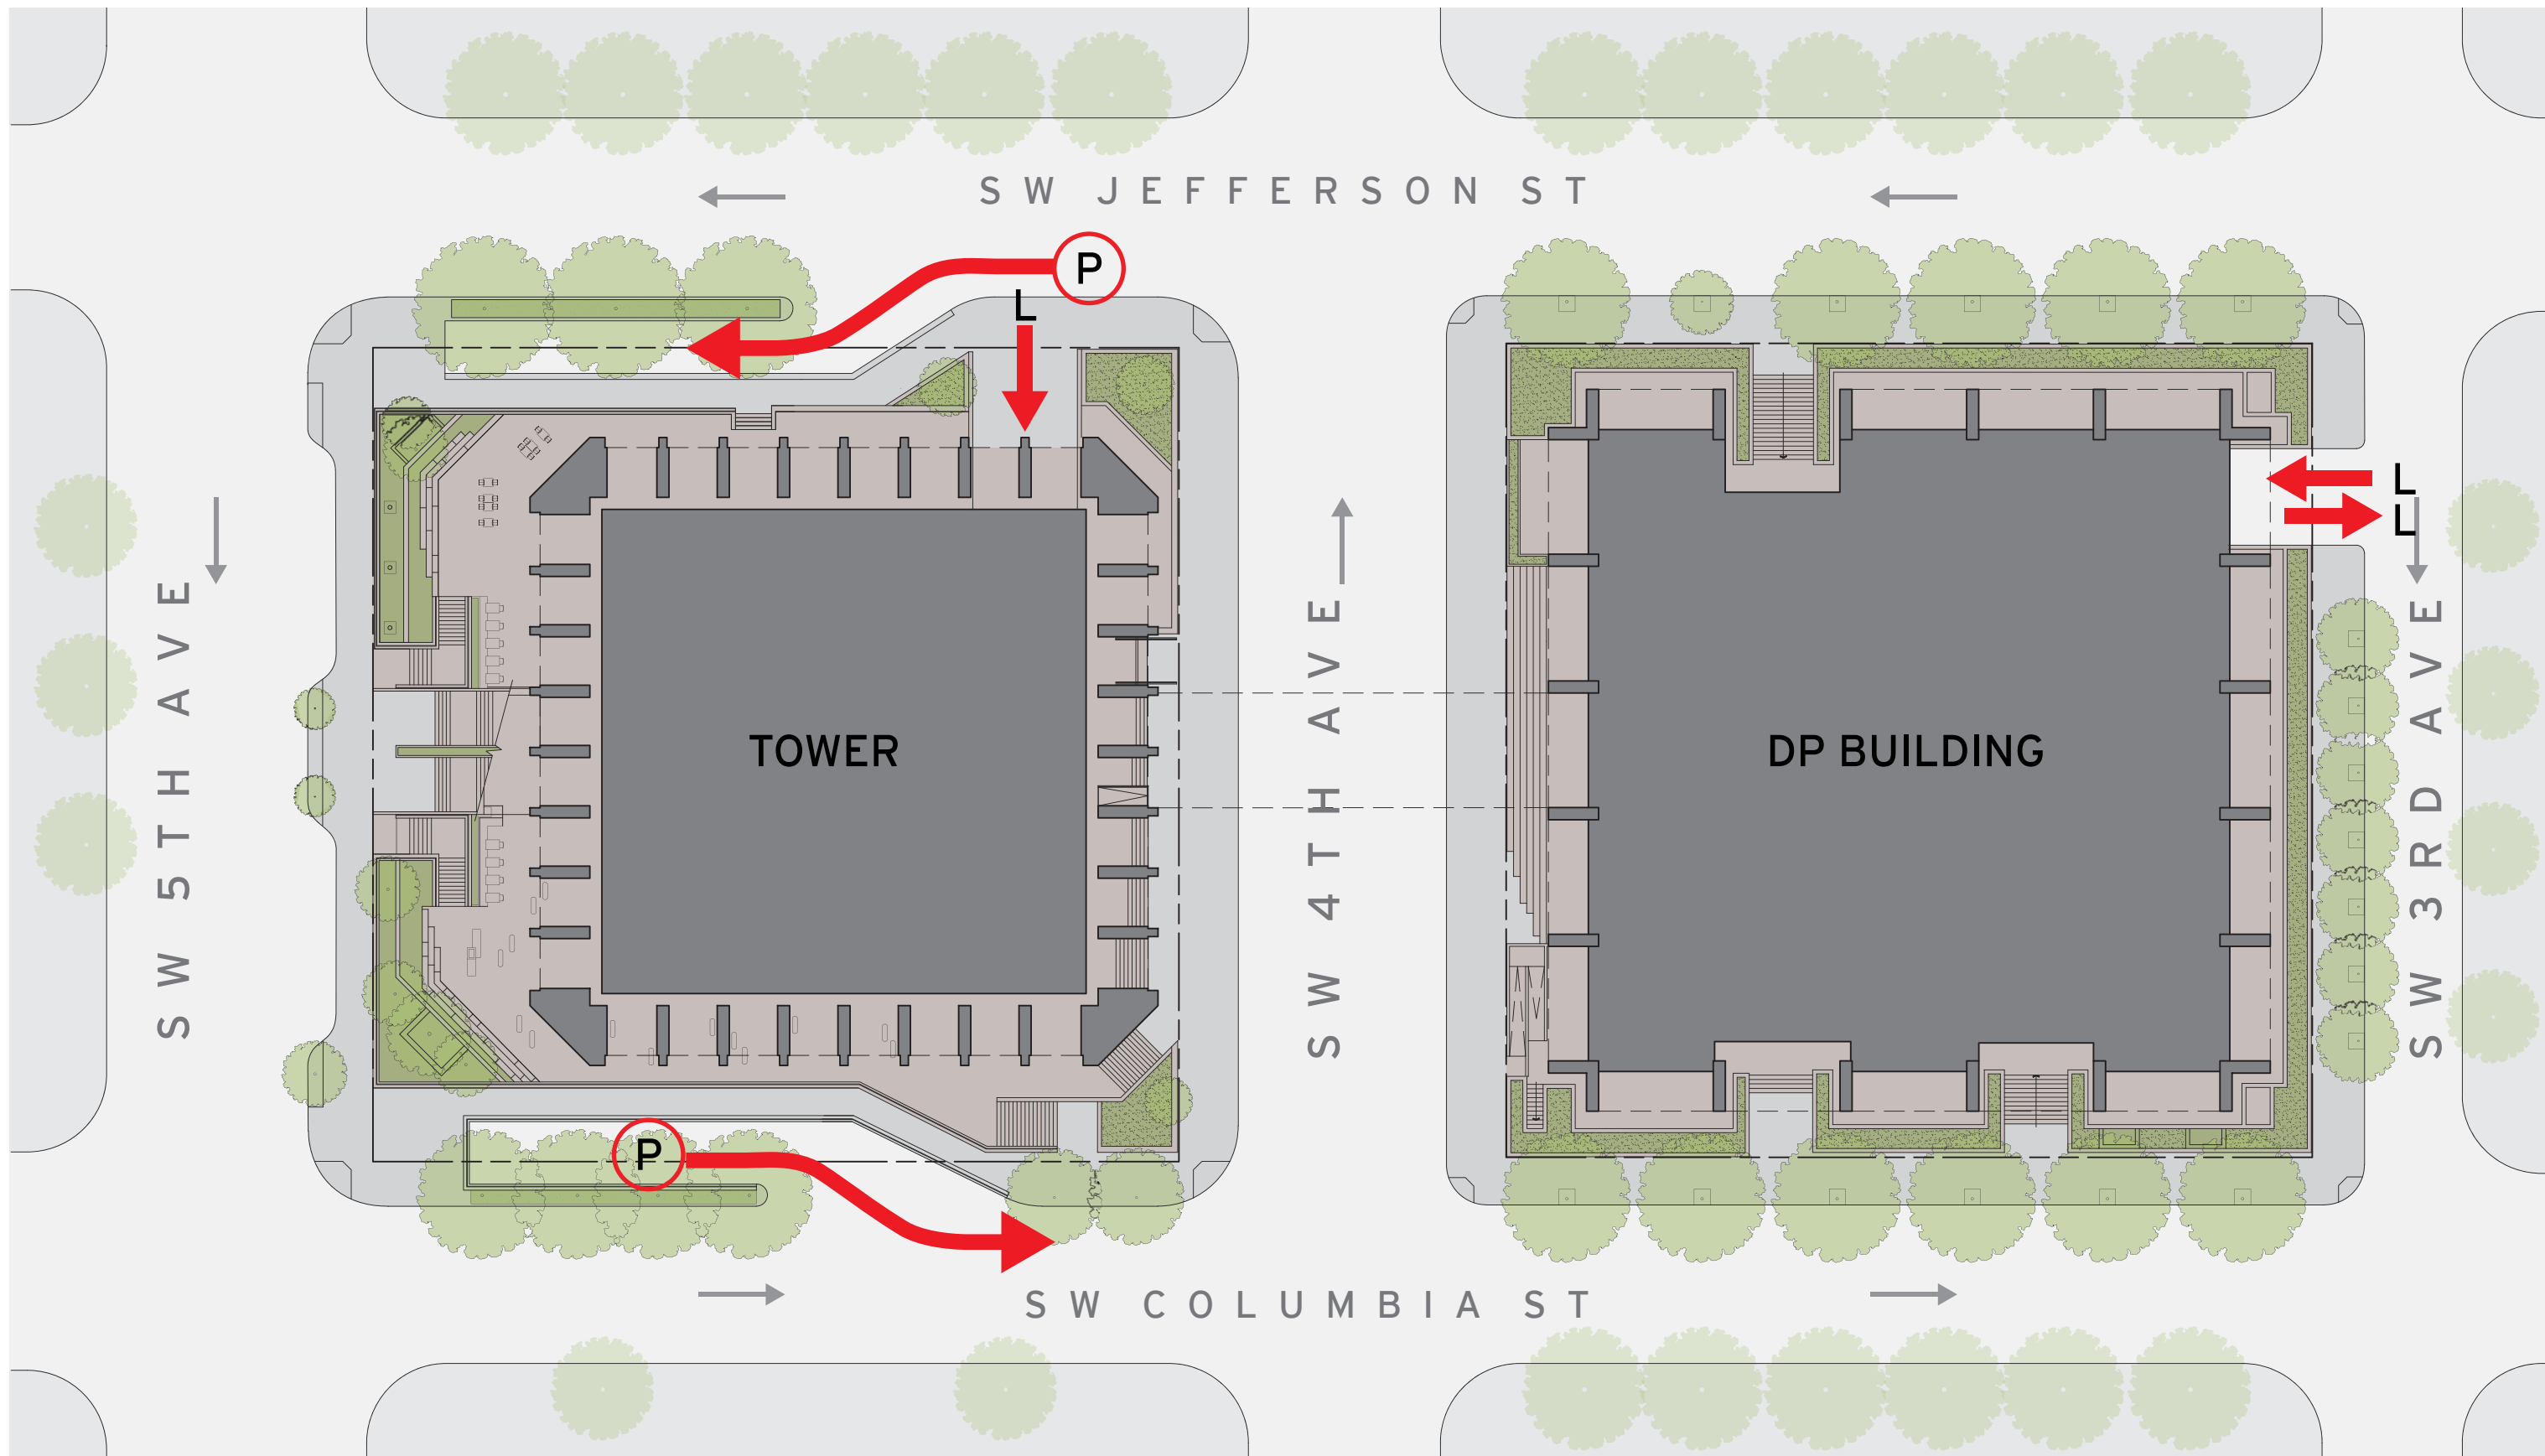 SW JEFFERSON ST
P
L
L
L
SW 5TH AVE
TOWER
SW 4TH AVE
DP BUILDING
SW 3RD AVE
P
SW COLUMBIA ST